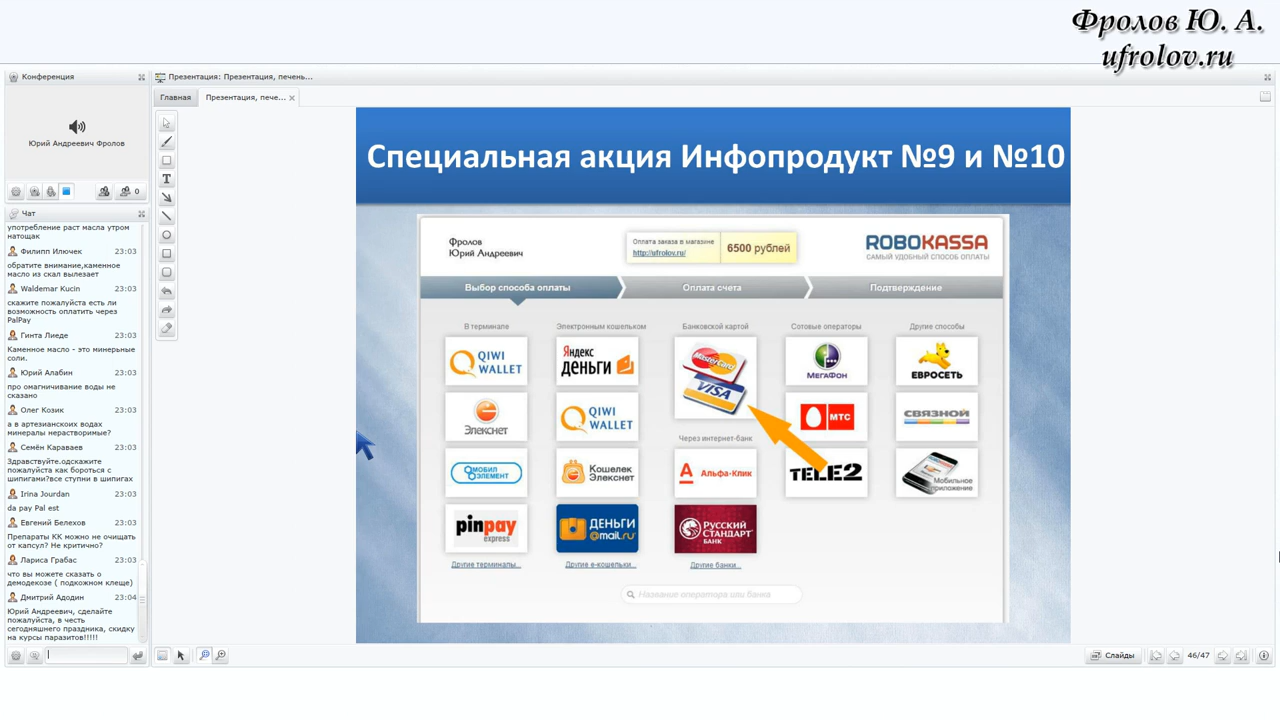 Фролов Ю. А.
ufrolov.ru
Конференция
Презентация: Презентация, печень...
Главная
Презентация, пече...
Юрий Андреевич Фролов
0
Чат
употребление раст масла утром
натощак
Филипп Илючек 23:03
обратите внимание,каменное
масло из скал вылезает
Waldemar Kucin 23:03
скажите пожалуйста есть ли
возможность оплатить через
PalPay
Гинта Лиеде 23:03
Каменное масло - это минерьные
соли.
Юрий Алабин 23:03
про омагничивание воды не
сказано
Олег Козик 23:03
а в артезианскоих водах
минералы нерастворимые?
Семён Караваев 23:03
Здравствуйте.одскажите
пожалуйста как бороться с
шипигами?все ступни в шипигах
Irina Jourdan 23:03
da pay Pal est
Евгений Белехов 23:03
Препараты КК можно не очищать
от капсул? Не критично?
Лариса Грабас 23:03
что вы можете сказать о
демодекозе ( подкожном клеще)
Дмитрий Адодин 23:04
Юрий Андреевич, сделайте
пожалуйста, в честь
сегодняшнего праздника, скидку
на курсы паразитов!!!!!
T
Специальная акция Инфопродукт №9 и №10
Фролов
Юрий Андреевич
Оплата заказа в магазине
http://ufrolov.ru/
6500 рублей
ROBOKASSA
САМЫЙ УДОБНЫЙ СПОСОБ ОПЛАТЫ
Выбор способа оплаты
Оплата счета
Подтверждение
В терминале
Электронным кошельком
Банковской картой
Сотовые операторы
Другие способы
QIWI
WALLET
Яндекс
деньги
MasterCard
VISA
МЕГАФОН
ЕВРОСЕТЬ
Элекснет
QIWI
WALLET
МТС
СВЯЗНОЙ
Через интернет-банк
МОБИЛ
ЭЛЕМЕНТ
Кошелек
Элекснет
Альфа-Клик
TELE2
Мобильное
приложение
pinpay
express
ДЕНЬГИ
@mail.ru
РУССКИЙ
СТАНДАРТ
БАНК
Другие терминалы...
Другие е-кошельки...
Другие банки...
Название оператора или банка
Слайды
46/47